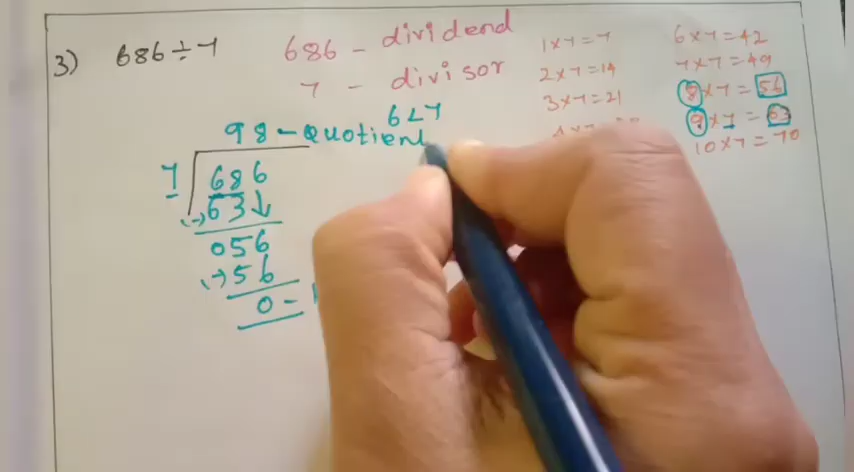 3) 686 ÷ 7
686 - dividend
7 - divisor
6 < 7
98 - Quotient
7 686
(-) 63↓
056
(-) 56
0 -
1 x 7 = 7
2 x 7 = 14
3 x 7 = 21
6 x 7 = 42
7 x 7 = 49
8 x 7 = 56
9 x 7 = 63
10 x 7 = 70